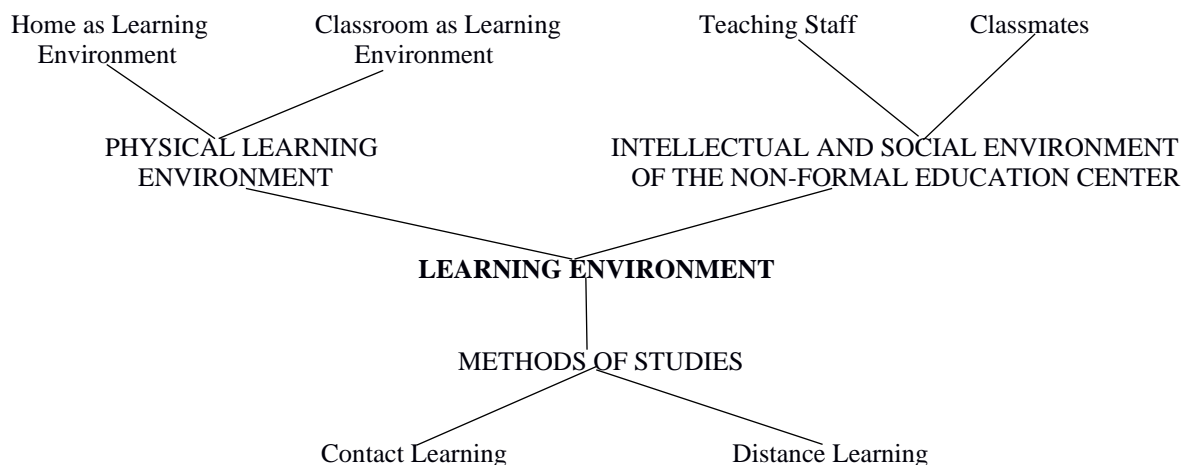 Home as Learning
Environment
Classroom as Learning
Environment
Teaching Staff
Classmates
PHYSICAL LEARNING
ENVIRONMENT
INTELLECTUAL AND SOCIAL ENVIRONMENT
OF THE NON-FORMAL EDUCATION CENTER
LEARNING ENVIRONMENT
METHODS OF STUDIES
Contact Learning
Distance Learning